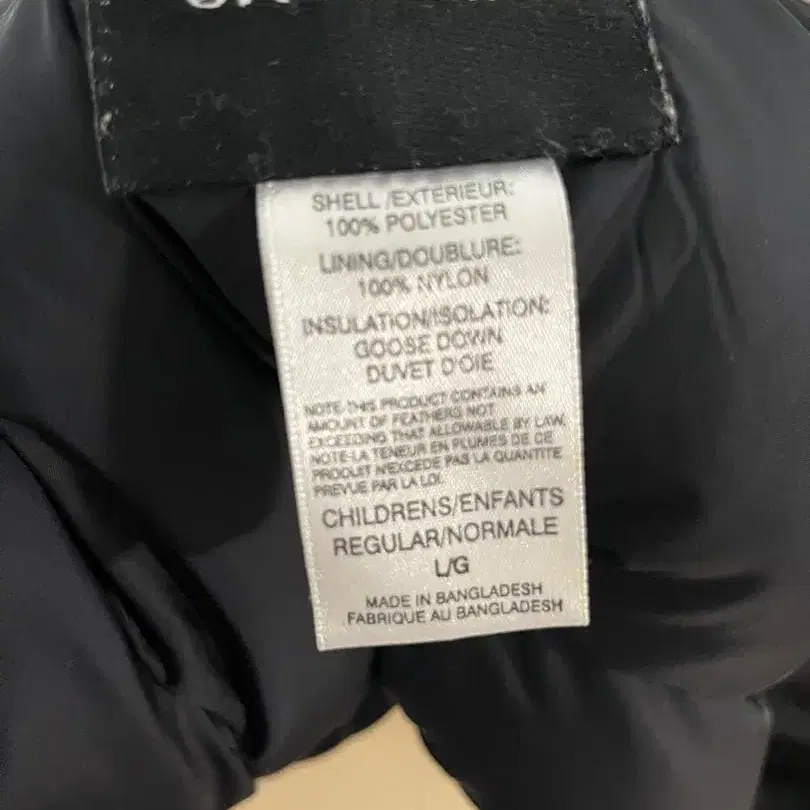 SHELL/EXTERIEUR:
100% POLYESTER
LINING/DOUBLURE:
100% NYLON
INSULATION/ISOLATION:
GOOSE DOWN
DUVET D'OIE
NOTE-THIS PRODUCT CONTAINS AN
AMOUNT OF FEATHERS NOT
EXCEEDING THAT ALLOWABLE BY LAW.
NOTE-LA TENEUR EN PLUMES DE CE
PRODUIT N'EXCEDE PAS LA QUANTITE
PREVUE PAR LA LOI.
CHILDRENS/ENFANTS
REGULAR/NORMALE
L/G
MADE IN BANGLADESH
FABRIQUE AU BANGLADESH